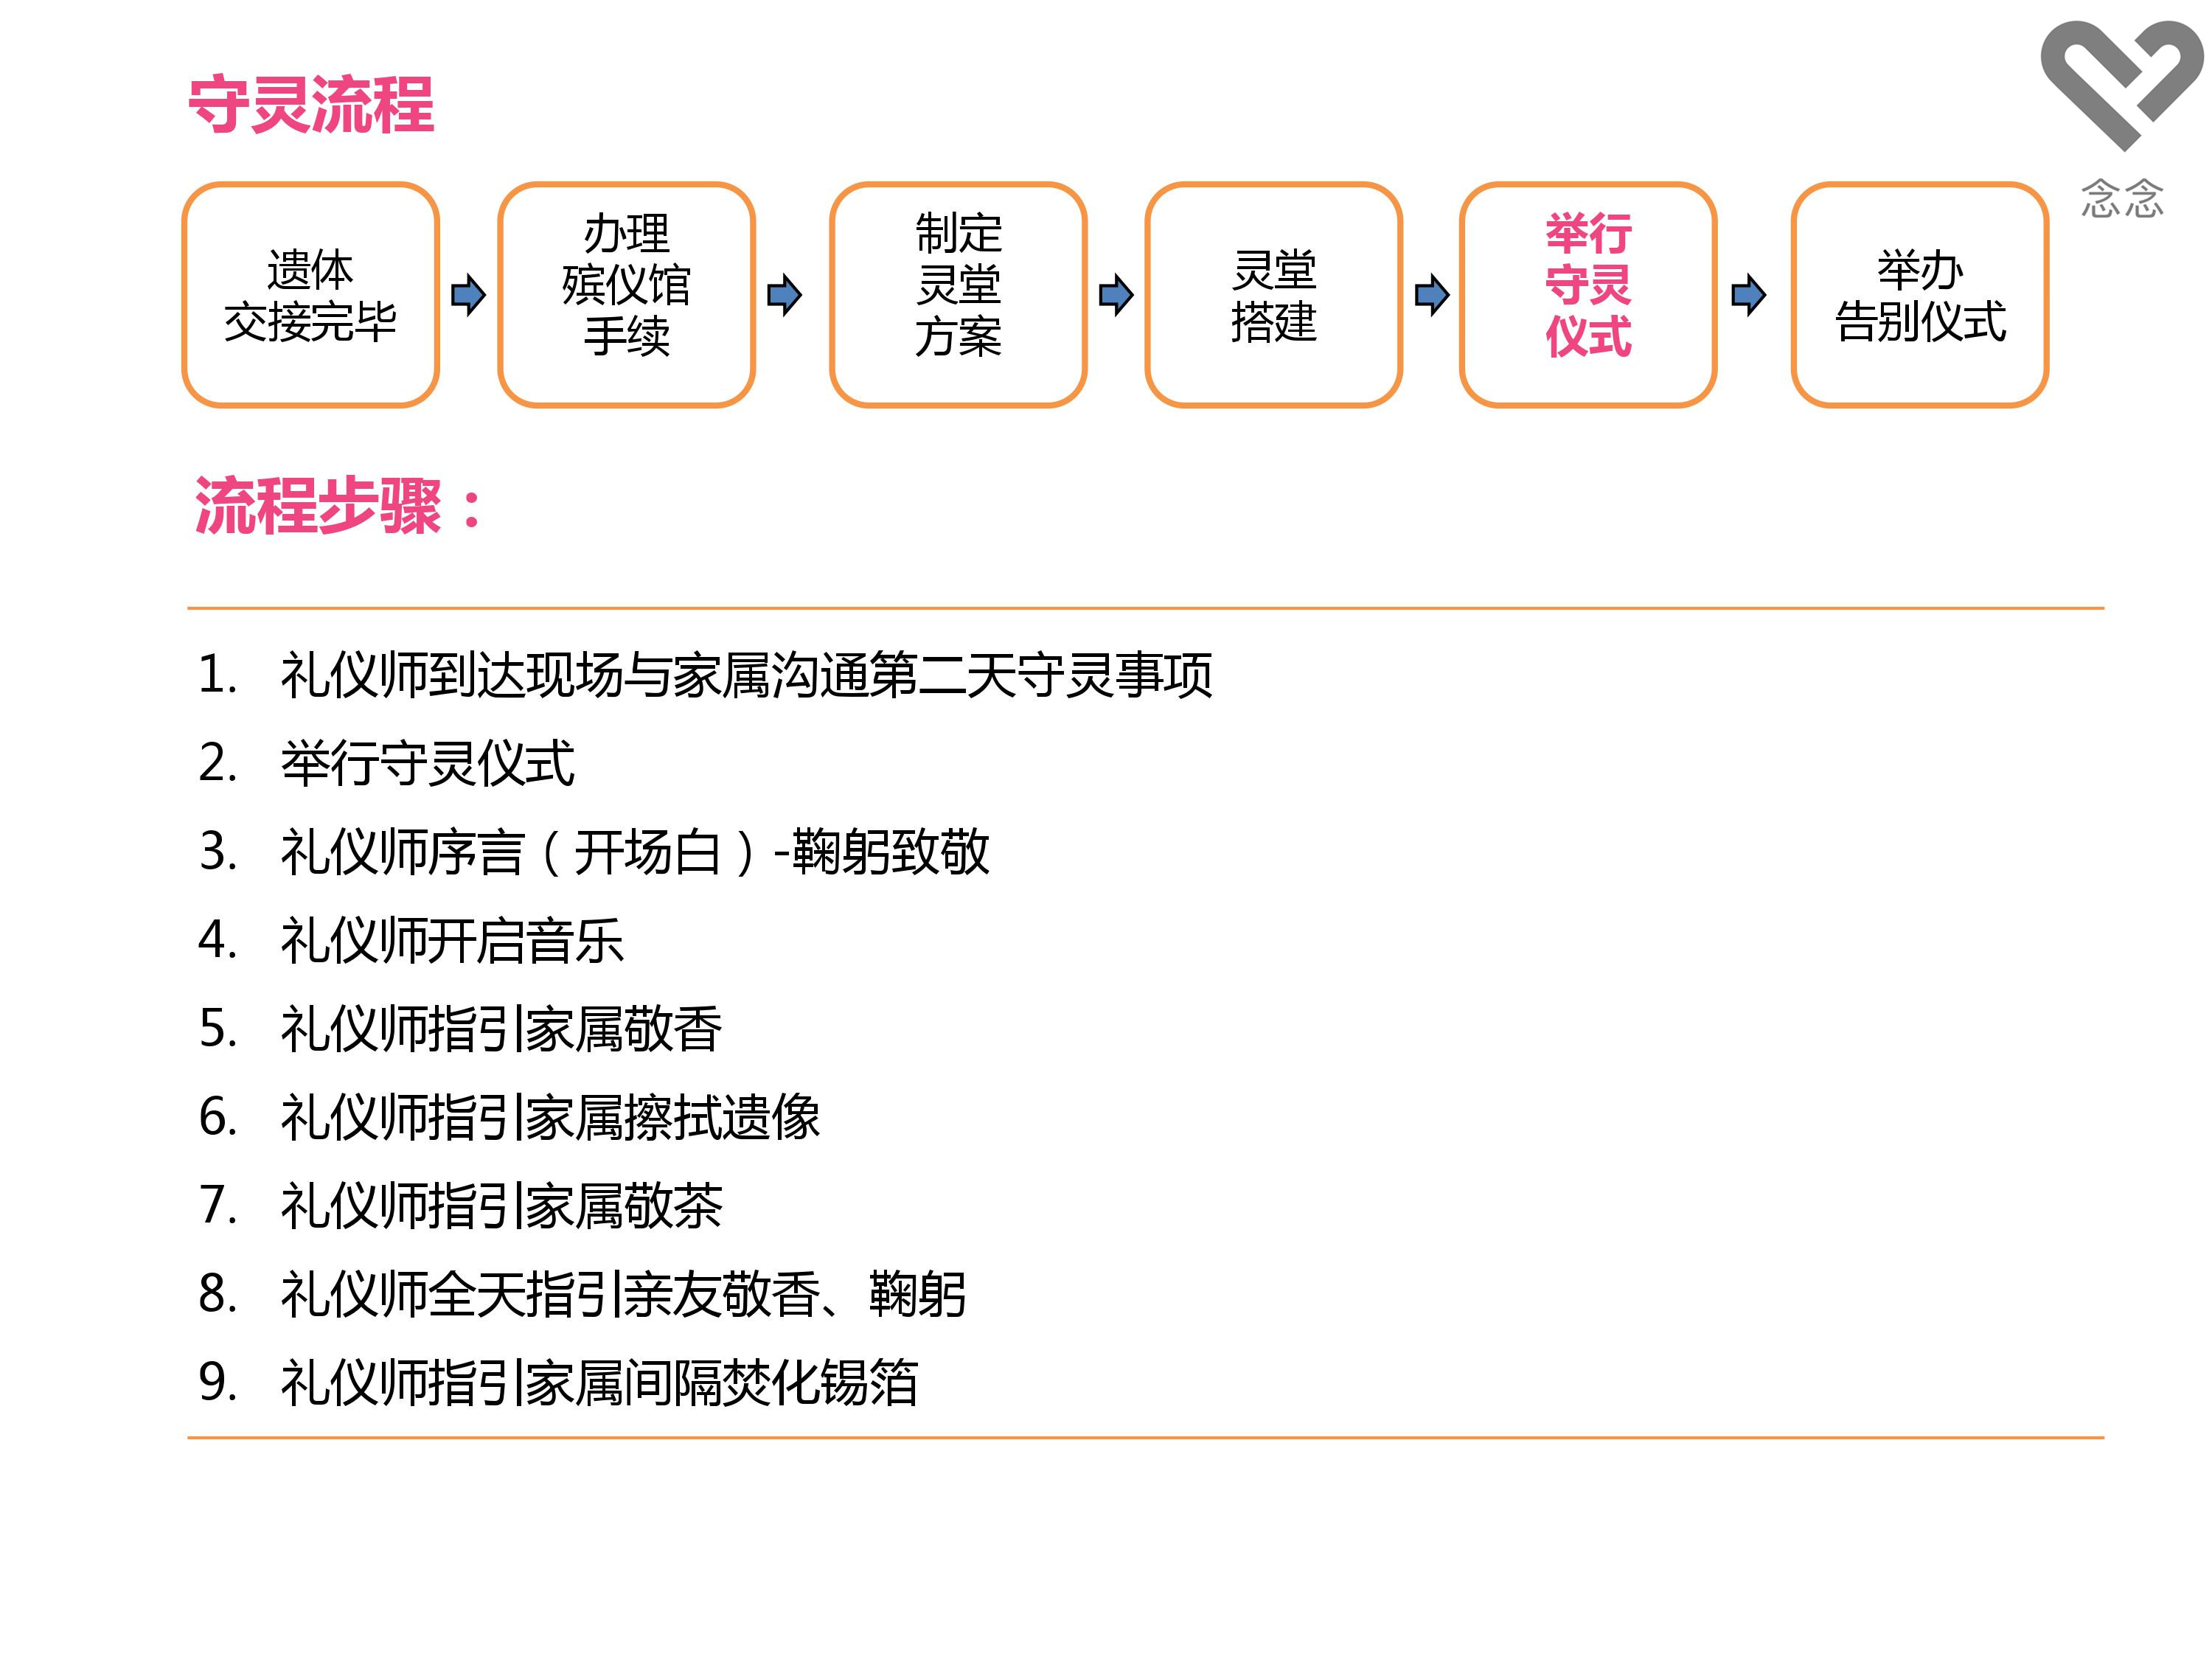 守灵流程
念念
遗体
交接完毕
办理
殡仪馆
手续
制定
灵堂
方案
灵堂
搭建
举行
守灵
仪式
举办
告别仪式
流程步骤：
1. 礼仪师到达现场与家属沟通第二天守灵事项
2. 举行守灵仪式
3. 礼仪师序言（开场白）-鞠躬致敬
4. 礼仪师开启音乐
5. 礼仪师指引家属敬香
6. 礼仪师指引家属擦拭遗像
7. 礼仪师指引家属敬茶
8. 礼仪师全天指引亲友敬香、鞠躬
9. 礼仪师指引家属间隔焚化锡箔